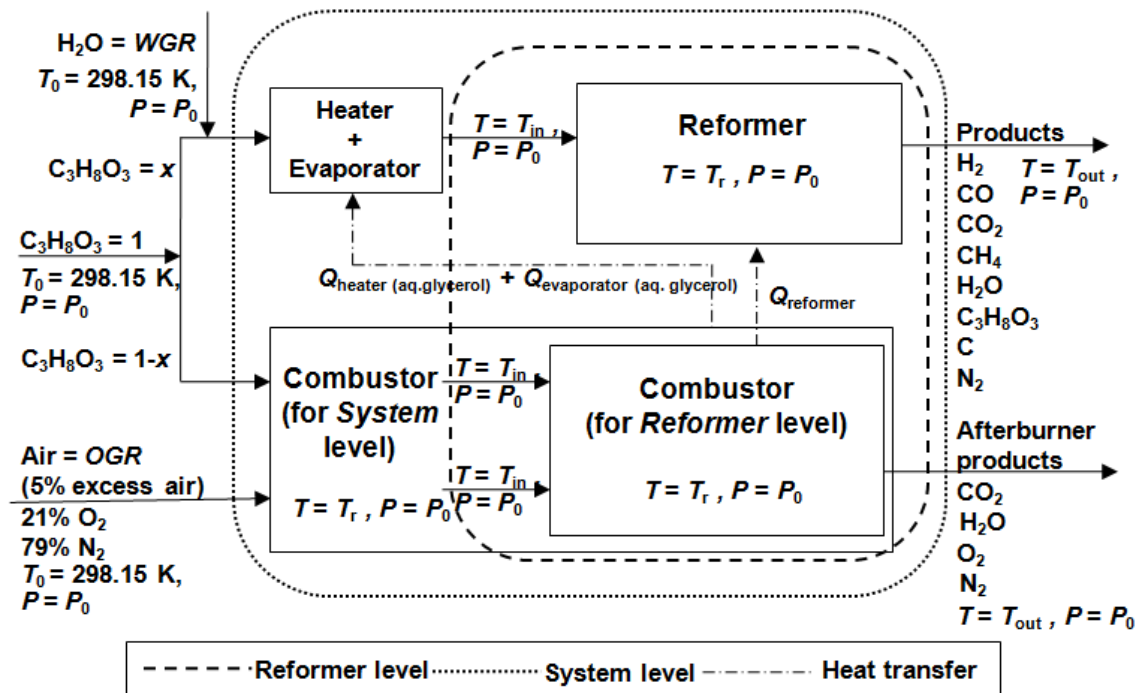 H₂O = WGR
T₀ = 298.15 K,
P = P₀
C₃H₈O₃ = x
C₃H₈O₃ = 1
T₀ = 298.15 K,
P = P₀
C₃H₈O₃ = 1-x
Air = OGR
(5% excess air)
21% O₂
79% N₂
T₀ = 298.15 K,
P = P₀
Heater
+
Evaporator
T = Tin ,
P = P₀
Reformer
T = Tr , P = P₀
Qheater (aq.glycerol) + Qevaporator (aq. glycerol)
Qreformer
Combustor
(for System
level)
T = Tr , P = P₀
T = Tin ,
P = P₀
T = Tin ,
P = P₀
Combustor
(for Reformer level)
T = Tr , P = P₀
Products
H₂
CO
CO₂
CH₄
H₂O
C₃H₈O₃
C
N₂
T = Tout ,
P = P₀
Afterburner
products
CO₂
H₂O
O₂
N₂
T = Tout , P = P₀
Reformer level
System level
Heat transfer